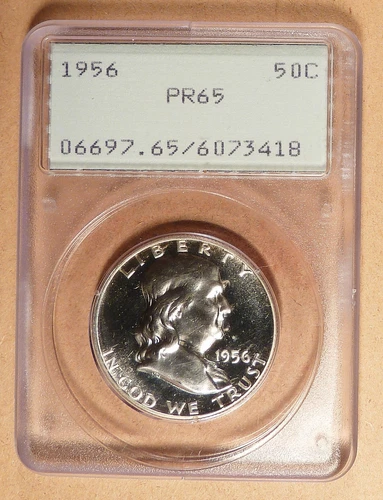 1956 50C
PR65
06697.65/6073418
LIBERTY
1956
IN GOD WE TRUST